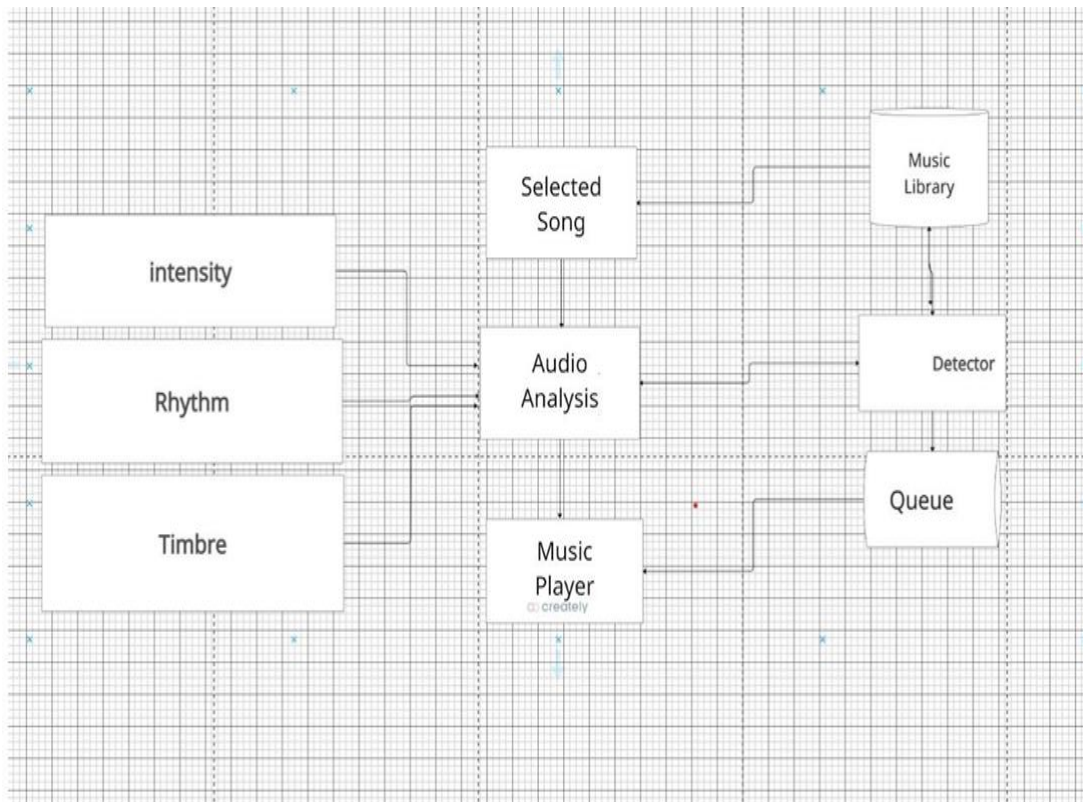 Music
Library
Selected
Song
intensity
Audio
Analysis
Detector
Rhythm
Queue
Timbre
Music
Player
creately